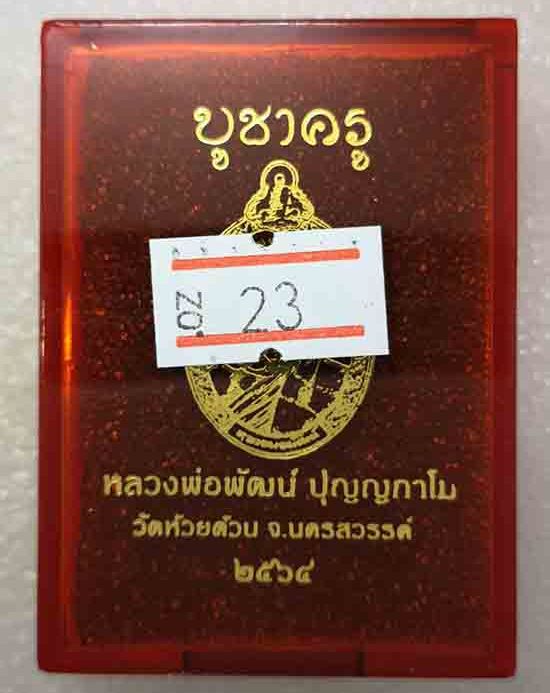 บูชาครู
NO. 23
หลวงพ่อพัฒน์ ปุญญกาโม
วัดห้วยด้วน จ.นครสวรรค์
๒๕๖๔